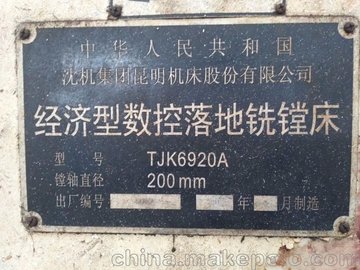 中华人民共和国
沈机集团昆明机床股份有限公司
经济型数控落地铣镗床
型号 TJK6920A
镗轴直径 200mm
出厂编号 年 月制造
china.makepolo.com